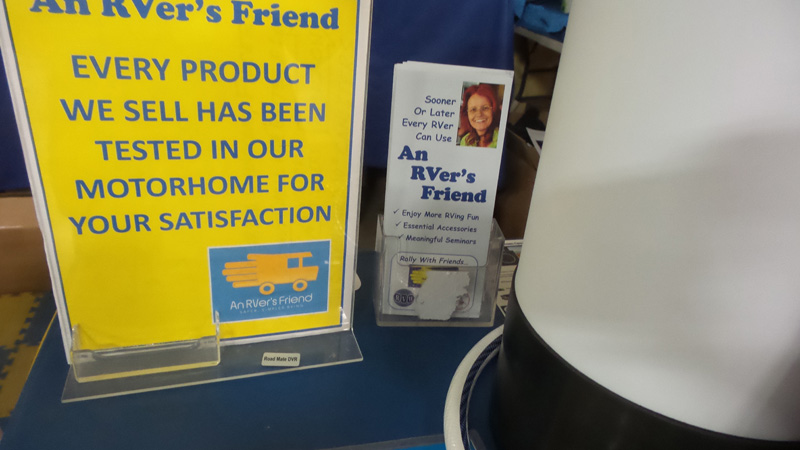 An RVer's Friend
EVERY PRODUCT
WE SELL HAS BEEN
TESTED IN OUR
MOTORHOME FOR
YOUR SATISFACTION
An RVer's Friend
Road Mate DVR
Sooner
Or Later
Every RVer
Can Use
An
RVer's
Friend
✓ Enjoy More RVing Fun
✓ Essential Accessories
✓ Meaningful Seminars
Rally With Friends